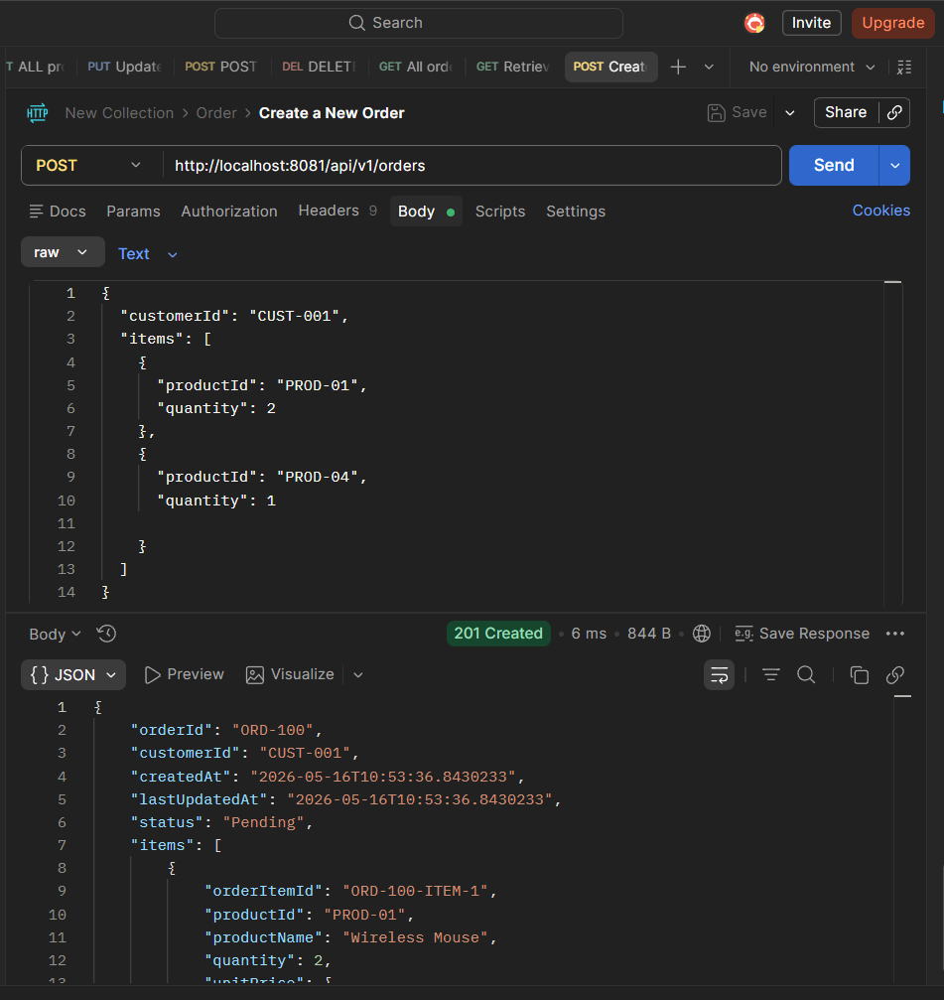 Search
Invite
Upgrade
T ALL pr
PUT Update
POST POST
DEL DELET
GET All ord
GET Retriev
POST Creat
No environment
HTTP
New Collection > Order > Create a New Order
Save
Share
POST
http://localhost:8081/api/v1/orders
Send
Docs
Params
Authorization
Headers 9
Body
Scripts
Settings
Cookies
raw
Text
1 {
2 "customerId": "CUST-001",
3 "items": [
4 {
5 "productId": "PROD-01",
6 "quantity": 2
7 },
8 {
9 "productId": "PROD-04",
10 "quantity": 1
11
12 }
13 ]
14 }
Body
201 Created
6 ms
844 B
e.g. Save Response
{} JSON
Preview
Visualize
1 {
2 "orderId": "ORD-100",
3 "customerId": "CUST-001",
4 "createdAt": "2026-05-16T10:53:36.8430233",
5 "lastUpdatedAt": "2026-05-16T10:53:36.8430233",
6 "status": "Pending",
7 "items": [
8 {
9 "orderItemId": "ORD-100-ITEM-1",
10 "productId": "PROD-01",
11 "productName": "Wireless Mouse",
12 "quantity": 2,
13 "unitPrice": {